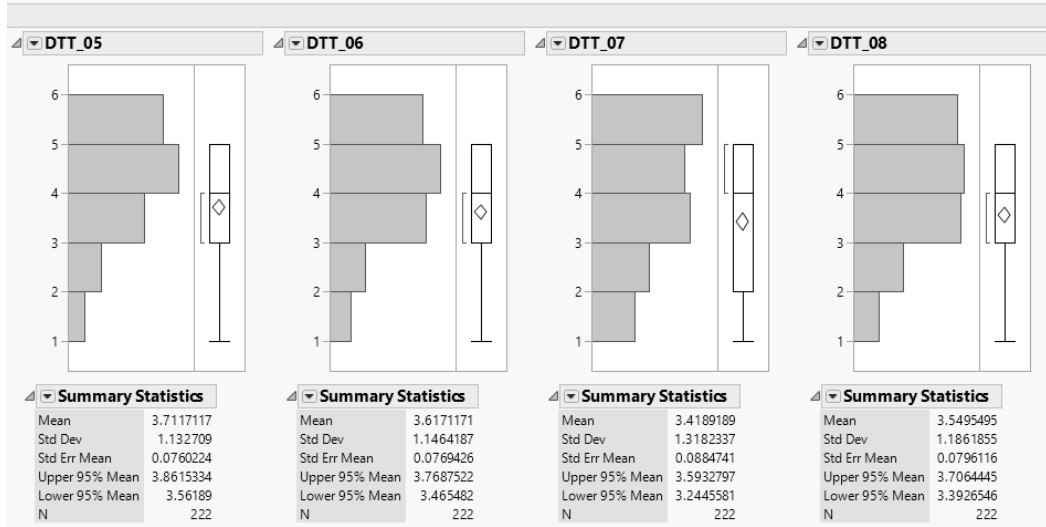 DTT_05
6
5
4
3
2
1
Summary Statistics
Mean 3.7117117
Std Dev 1.132709
Std Err Mean 0.0760224
Upper 95% Mean 3.8615334
Lower 95% Mean 3.56189
N 222
DTT_06
6
5
4
3
2
1
Summary Statistics
Mean 3.6171171
Std Dev 1.1464187
Std Err Mean 0.0769426
Upper 95% Mean 3.7687522
Lower 95% Mean 3.465482
N 222
DTT_07
6
5
4
3
2
1
Summary Statistics
Mean 3.4189189
Std Dev 1.3182337
Std Err Mean 0.0884741
Upper 95% Mean 3.5932797
Lower 95% Mean 3.2445581
N 222
DTT_08
6
5
4
3
2
1
Summary Statistics
Mean 3.5495495
Std Dev 1.1861855
Std Err Mean 0.0796116
Upper 95% Mean 3.7064445
Lower 95% Mean 3.3926546
N 222